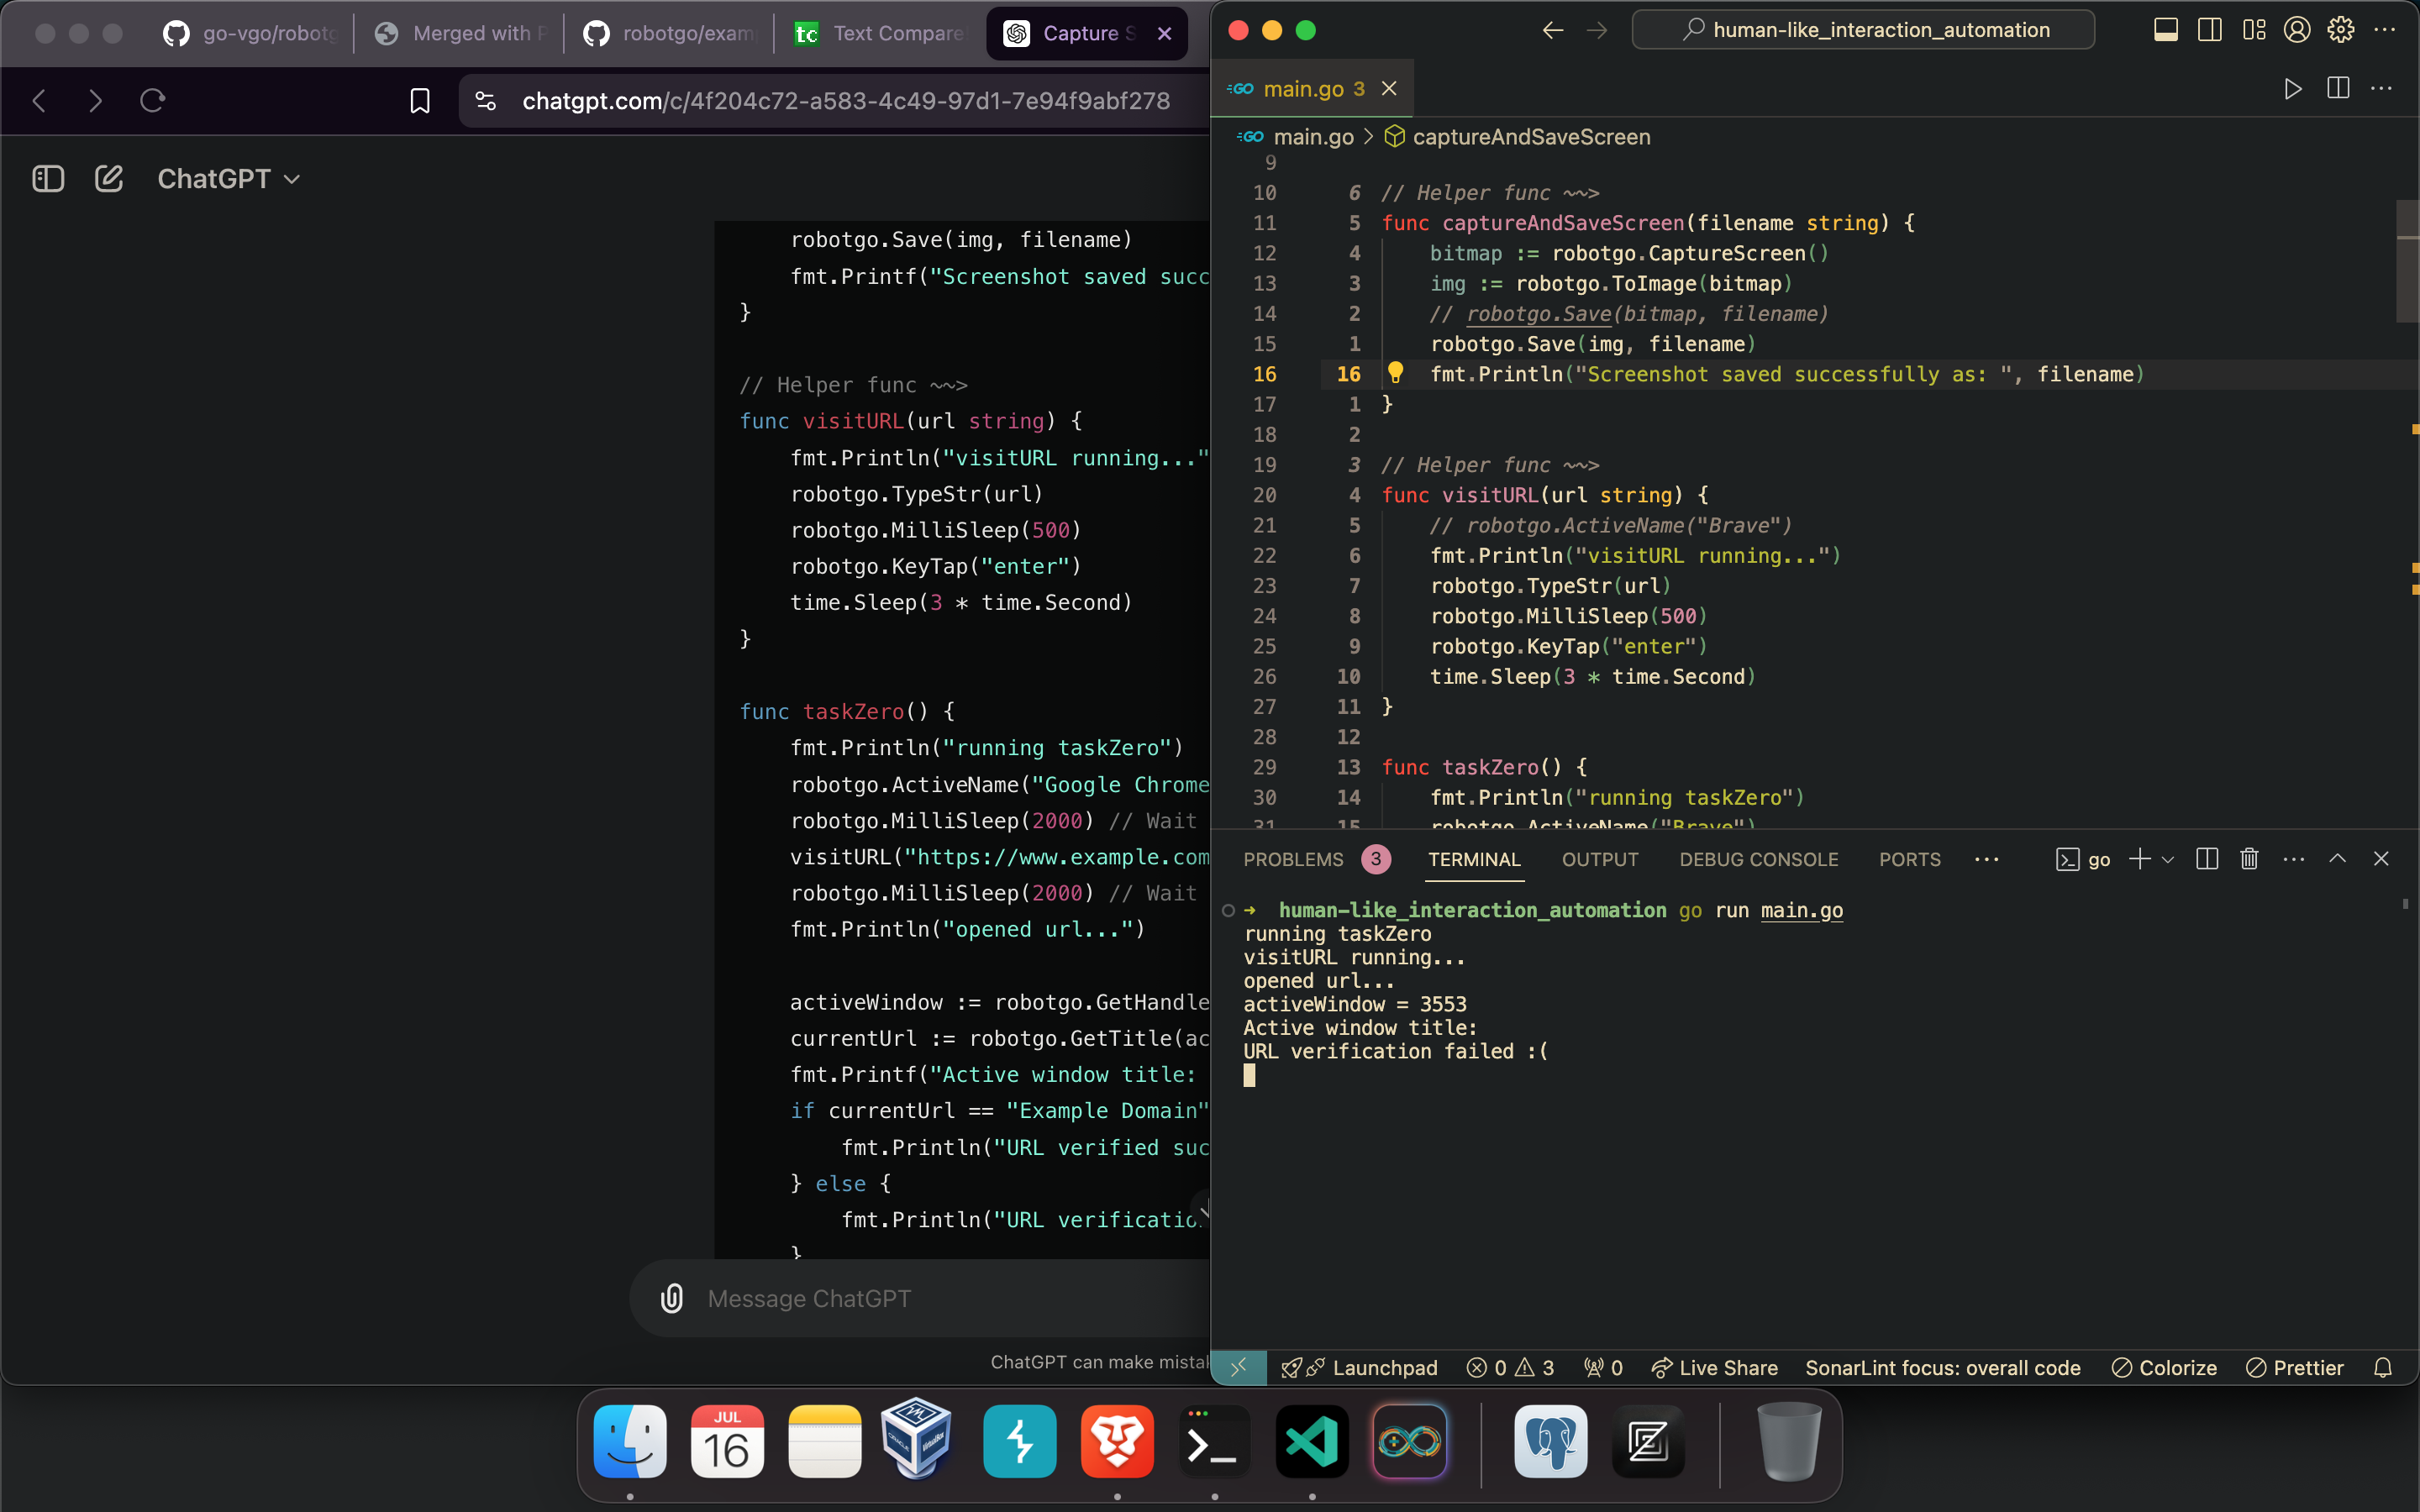 go-vgo/robotg
Merged with P
robotgo/exam
tc Text Compare
Capture S
chatgpt.com/c/4f204c72-a583-4c49-97d1-7e94f9abf278
ChatGPT
robotgo.Save(img, filename)
fmt.Printf("Screenshot saved succ
}
// Helper func ~~>
func visitURL(url string) {
fmt.Println("visitURL running..."
robotgo.TypeStr(url)
robotgo.MilliSleep(500)
robotgo.KeyTap("enter")
time.Sleep(3 * time.Second)
}
func taskZero() {
fmt.Println("running taskZero")
robotgo.ActiveName("Google Chrome
robotgo.MilliSleep(2000) // Wait
visitURL("https://www.example.com
robotgo.MilliSleep(2000) // Wait
fmt.Println("opened url...")
activeWindow := robotgo.GetHandle
currentUrl := robotgo.GetTitle(ac
fmt.Printf("Active window title:
if currentUrl == "Example Domain"
fmt.Println("URL verified suc
} else {
fmt.Println("URL verificatio
}
Message ChatGPT
ChatGPT can make mistak
human-like_interaction_automation
GO main.go 3
GO main.go > captureAndSaveScreen
9
10 6 // Helper func ~~>
11 5 func captureAndSaveScreen(filename string) {
12 4 bitmap := robotgo.CaptureScreen()
13 3 img := robotgo.ToImage(bitmap)
14 2 // robotgo.Save(bitmap, filename)
15 1 robotgo.Save(img, filename)
16 16 fmt.Println("Screenshot saved successfully as: ", filename)
17 1 }
18 2
19 3 // Helper func ~~>
20 4 func visitURL(url string) {
21 5 // robotgo.ActiveName("Brave")
22 6 fmt.Println("visitURL running...")
23 7 robotgo.TypeStr(url)
24 8 robotgo.MilliSleep(500)
25 9 robotgo.KeyTap("enter")
26 10 time.Sleep(3 * time.Second)
27 11 }
28 12
29 13 func taskZero() {
30 14 fmt.Println("running taskZero")
31 15 robotgo.ActiveName("Brave")
PROBLEMS 3 TERMINAL OUTPUT DEBUG CONSOLE PORTS ··· go
→ human-like_interaction_automation go run main.go
running taskZero
visitURL running...
opened url...
activeWindow = 3553
Active window title:
URL verification failed :(
Launchpad 0 3 0 Live Share SonarLint focus: overall code Colorize Prettier
JUL
16